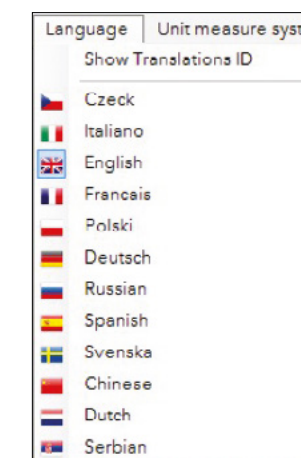 Language Unit measure syst
Show Translations ID
Czeck
Italiano
English
Francais
Polski
Deutsch
Russian
Spanish
Svenska
Chinese
Dutch
Serbian